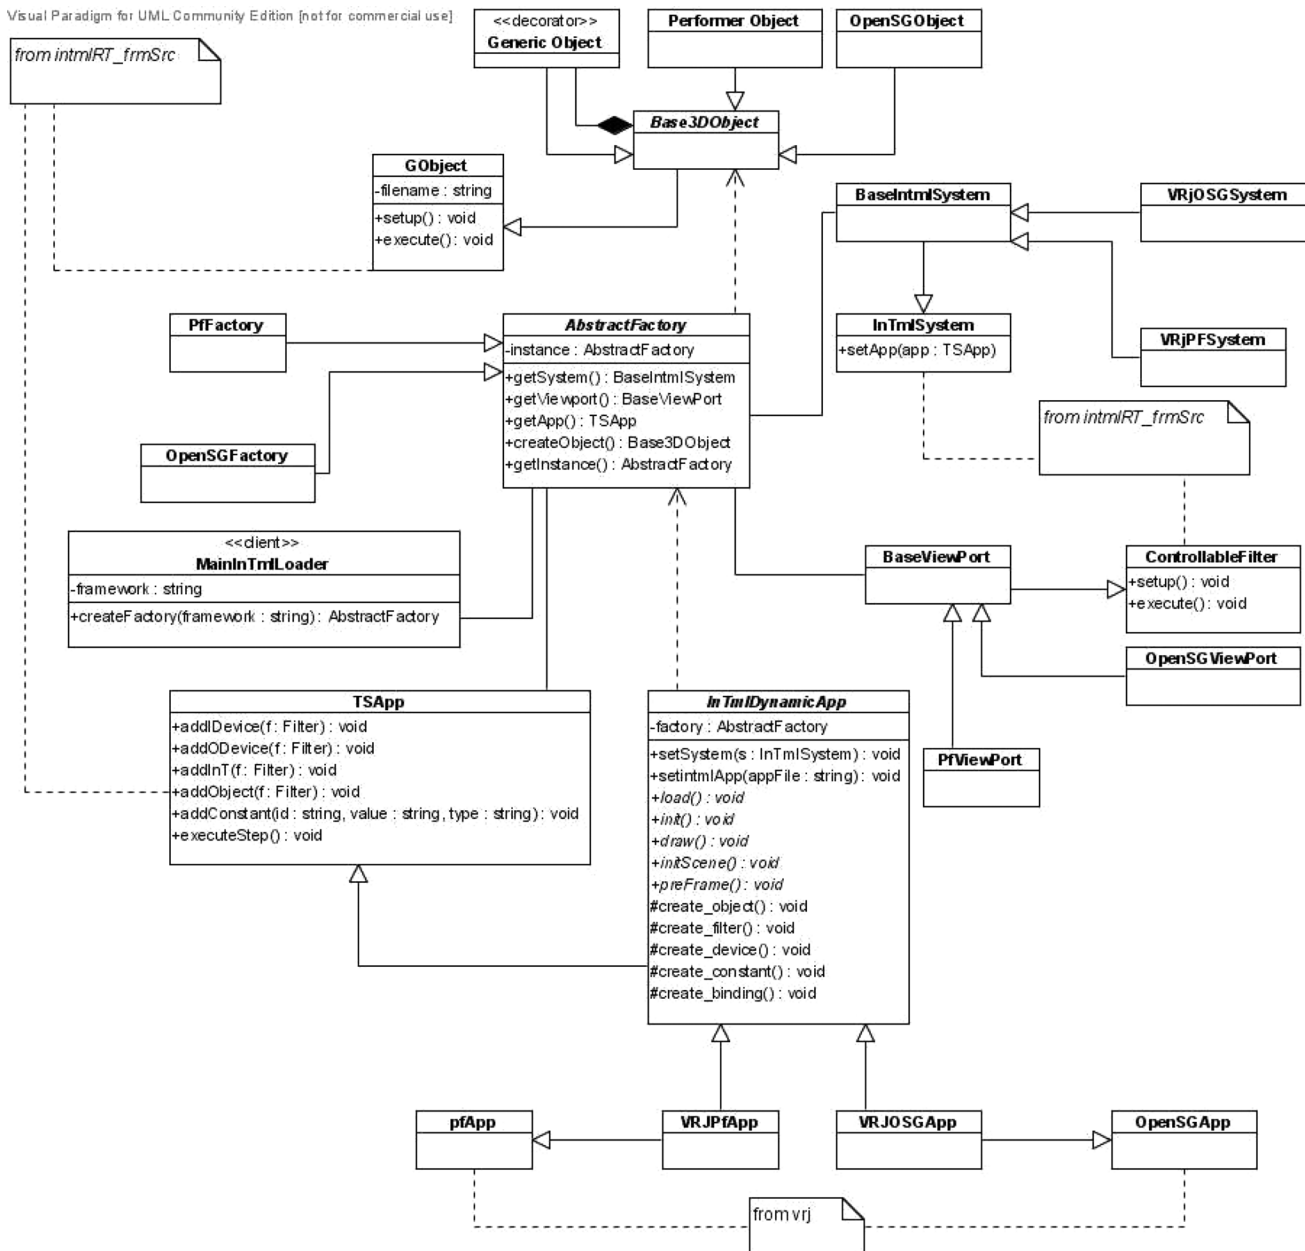 Visual Paradigm for UML Community Edition [not for commercial use]
from intmlRT_frmSrc
<<decorator>>
Generic Object
Performer Object
OpenSGObject
Base3DObject
GObject
-filename : string
+setup() : void
+execute() : void
BaseIntmlSystem
VRjOSGSystem
PfFactory
AbstractFactory
-instance : AbstractFactory
+getSystem() : BaseIntmlSystem
+getViewport() : BaseViewPort
+getApp() : TSApp
+createObject() : Base3DObject
+getInstance() : AbstractFactory
InTmlSystem
+setApp(app : TSApp)
VRjPFSystem
from intmlRT_frmSrc
OpenSGFactory
<<client>>
MainInTmlLoader
-framework : string
+createFactory(framework : string) : AbstractFactory
BaseViewPort
ControllableFilter
+setup() : void
+execute() : void
OpenSGViewPort
TSApp
+addIDevice(f : Filter) : void
+addODevice(f : Filter) : void
+addInT(f : Filter) : void
+addObject(f : Filter) : void
+addConstant(id : string, value : string, type : string) : void
+executeStep() : void
InTmlDynamicApp
-factory : AbstractFactory
+setSystem(s : InTmlSystem) : void
+setintmlApp(appFile : string) : void
+load() : void
+init() : void
+draw() : void
+initScene() : void
+preFrame() : void
#create_object() : void
#create_filter() : void
#create_device() : void
#create_constant() : void
#create_binding() : void
PfViewPort
pfApp
VRJPfApp
VRJOSGApp
OpenSGApp
from vrj